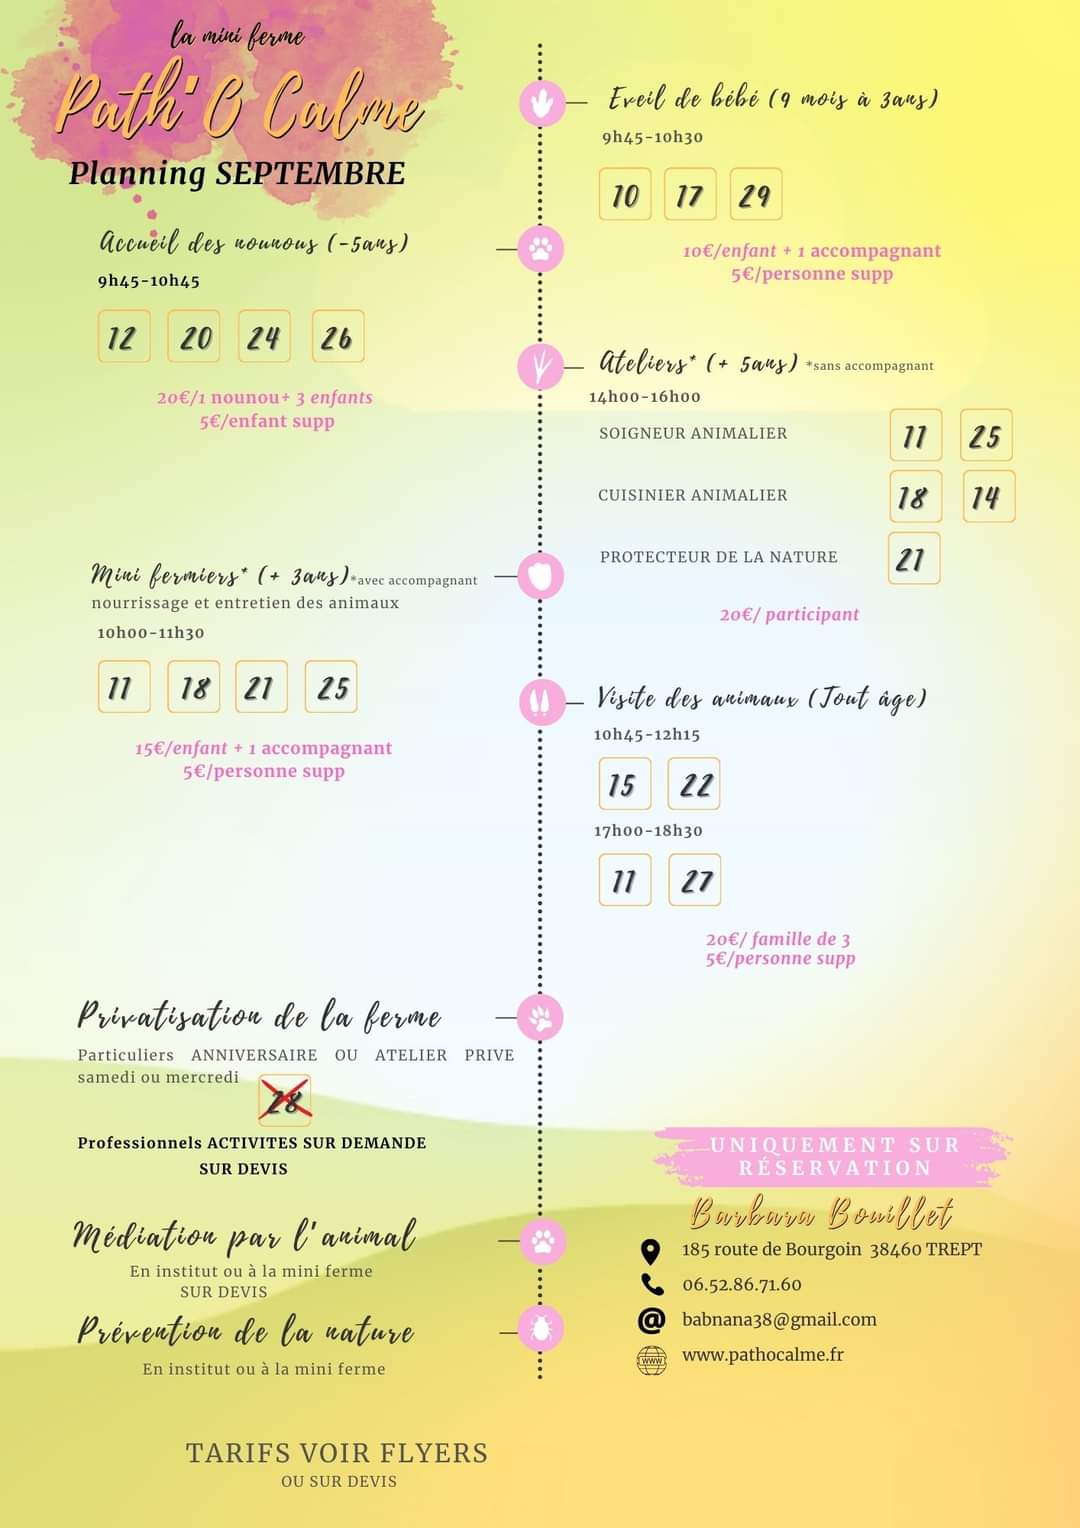 la mini ferme
Path'O Calme
Planning SEPTEMBRE
Accueil des nounous (-5ans)
9h45-10h45
12 20 24 26
20€/1 nounou+ 3 enfants
5€/enfant supp
Mini fermiers* (+ 3ans)*avec accompagnant
nourrissage et entretien des animaux
10h00-11h30
11 18 21 25
15€/enfant + 1 accompagnant
5€/personne supp
Privatisation de la ferme
Particuliers ANNIVERSAIRE OU ATELIER PRIVE
samedi ou mercredi
28
Professionnels ACTIVITES SUR DEMANDE
SUR DEVIS
Médiation par l'animal
En institut ou à la mini ferme
SUR DEVIS
Prévention de la nature
En institut ou à la mini ferme
TARIFS VOIR FLYERS
OU SUR DEVIS
Eveil de bébé (9 mois à 3ans)
9h45-10h30
10 17 29
10€/enfant + 1 accompagnant
5€/personne supp
Ateliers* (+ 5ans) *sans accompagnant
14h00-16h00
SOIGNEUR ANIMALIER 11 25
CUISINIER ANIMALIER 18 14
PROTECTEUR DE LA NATURE 21
20€/ participant
Visite des animaux (Tout âge)
10h45-12h15
15 22
17h00-18h30
11 27
20€/ famille de 3
5€/personne supp
UNIQUEMENT SUR
RÉSERVATION
Barbara Bouillet
185 route de Bourgoin 38460 TREPT
06.52.86.71.60
@ babnana38@gmail.com
www www.pathocalme.fr